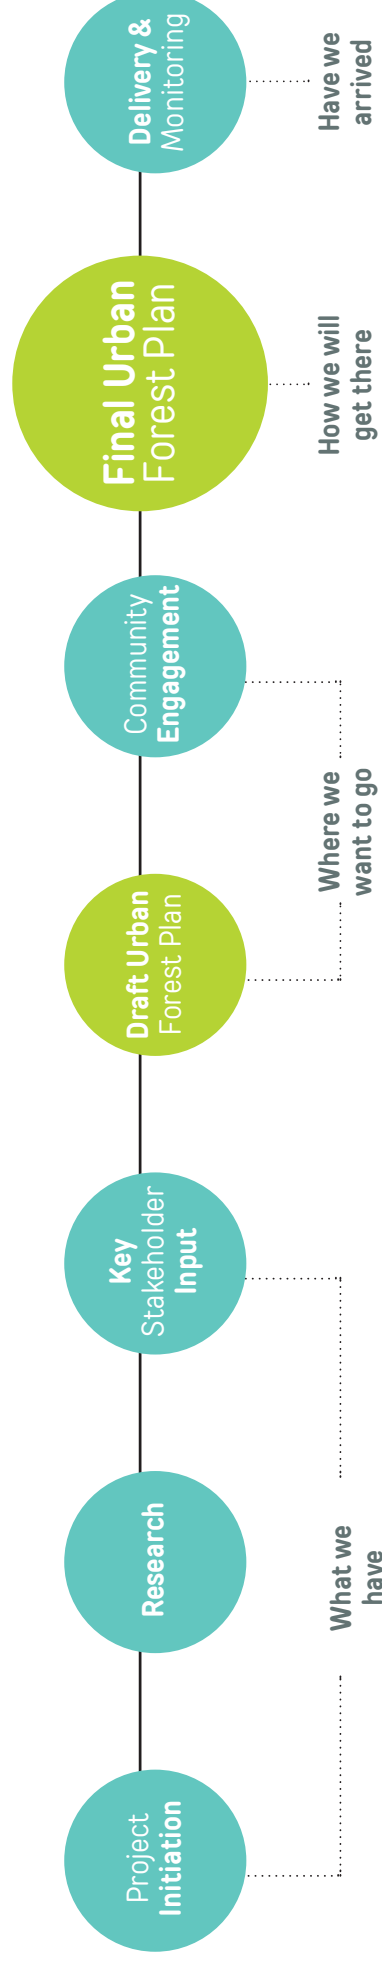 Project
Initiation
Research
Key
Stakeholder
Input
Draft Urban
Forest Plan
Community
Engagement
Final Urban
Forest Plan
Delivery &
Monitoring
What we
have
Where we
want to go
How we will
get there
Have we
arrived